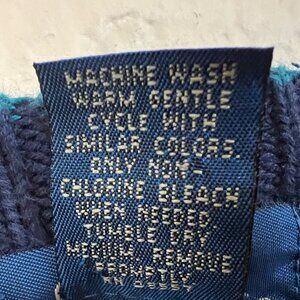 MACHINE WASH
WARM GENTLE
CYCLE WITH
SIMILAR COLORS.
ONLY NON-
CHLORINE BLEACH
WHEN NEEDED
TUMBLE DRY
MEDIUM. REMOVE
PROMPTLY
RN